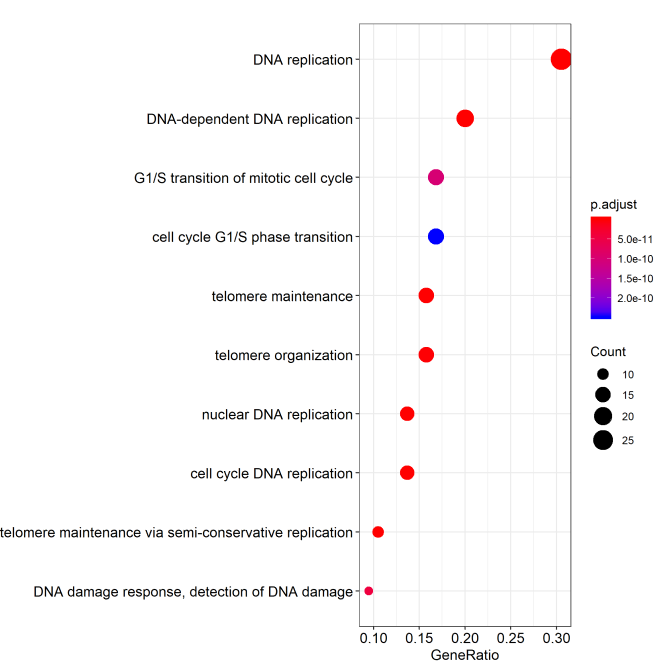 DNA replication
DNA-dependent DNA replication
G1/S transition of mitotic cell cycle
cell cycle G1/S phase transition
telomere maintenance
telomere organization
nuclear DNA replication
cell cycle DNA replication
telomere maintenance via semi-conservative replication
DNA damage response, detection of DNA damage
0.10 0.15 0.20 0.25 0.30
GeneRatio
p.adjust
5.0e-11
1.0e-10
1.5e-10
2.0e-10
Count
10
15
20
25